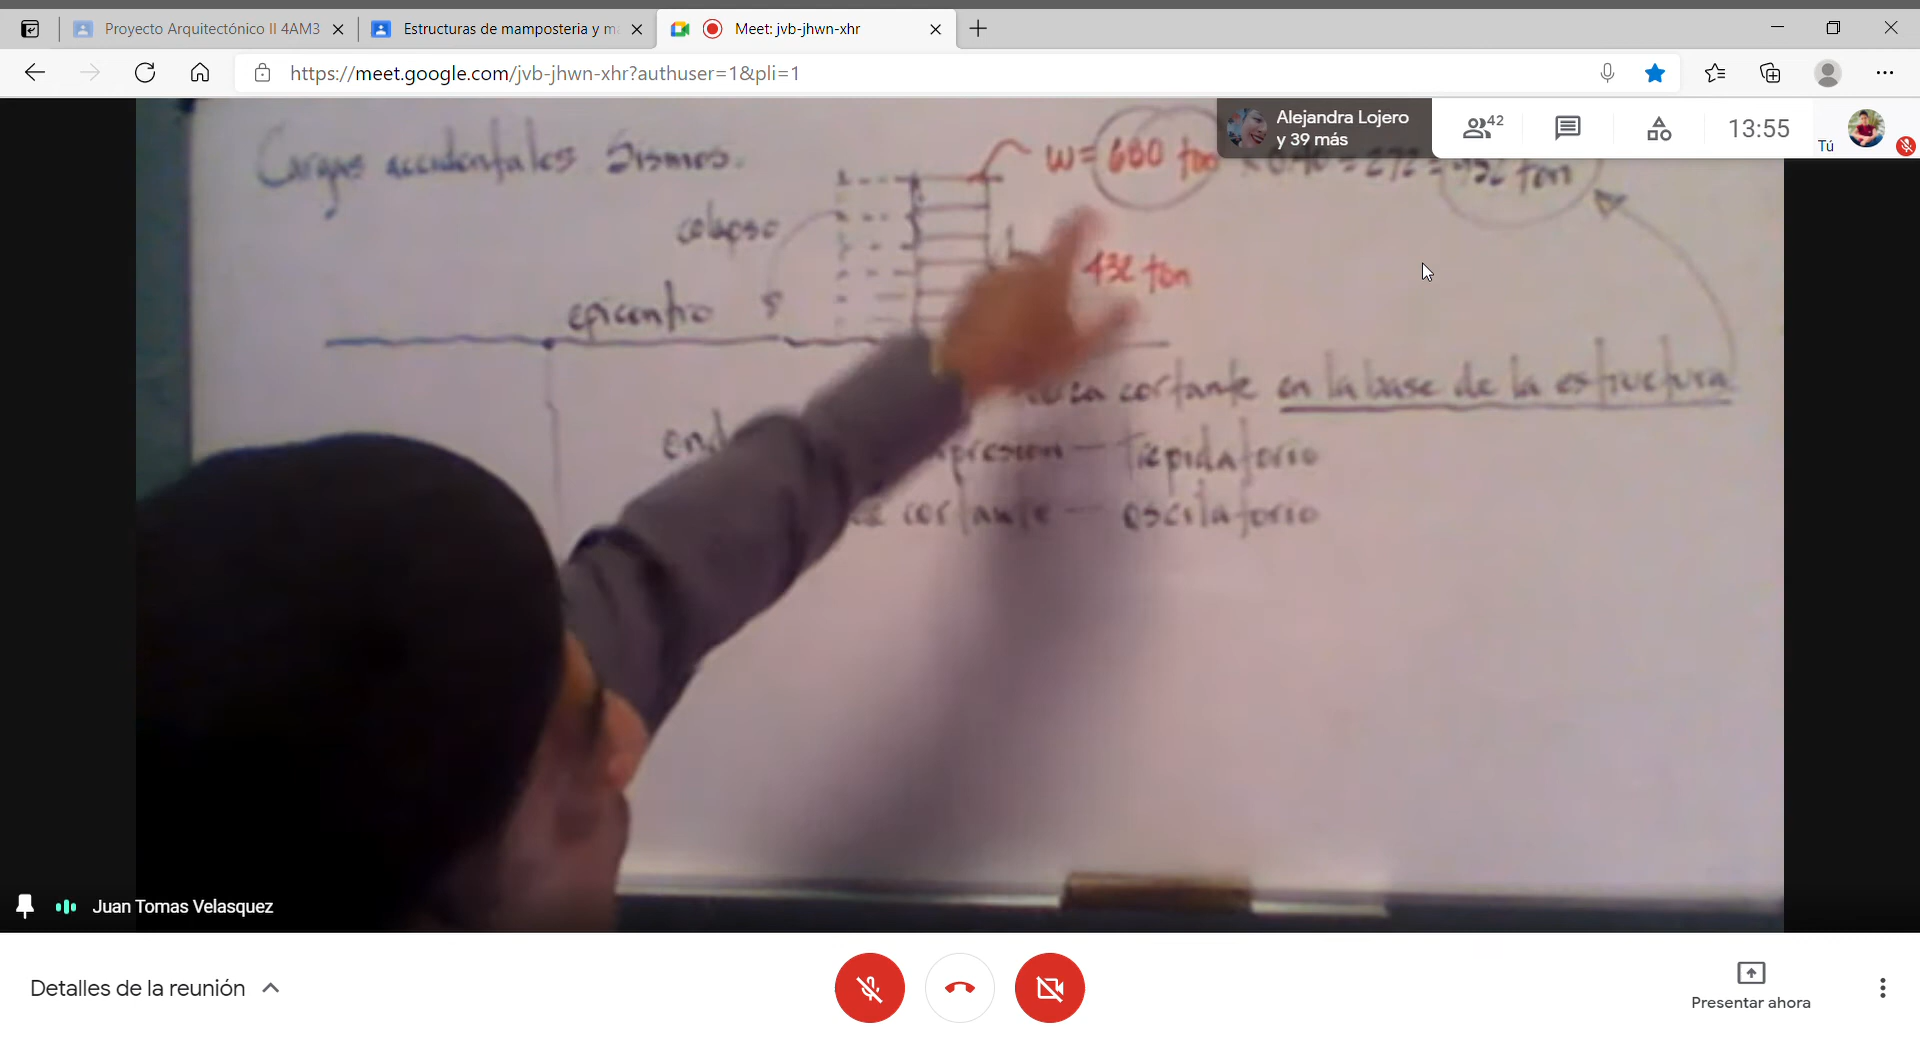 Proyecto Arquitectónico II 4AM3
Estructuras de mamposteria y m
Meet: jvb-jhwn-xhr
https://meet.google.com/jvb-jhwn-xhr?authuser=1&pli=1
Alejandra Lojero
y 39 más
42
13:55
Tú
Cargas accidentales Sismos.
W= 680 ton
ton
colapso
432 ton
epicentro
cortante en la base de la estructura
Trepidatorio
cortante — oscilatorio
Juan Tomas Velasquez
Detalles de la reunión
Presentar ahora